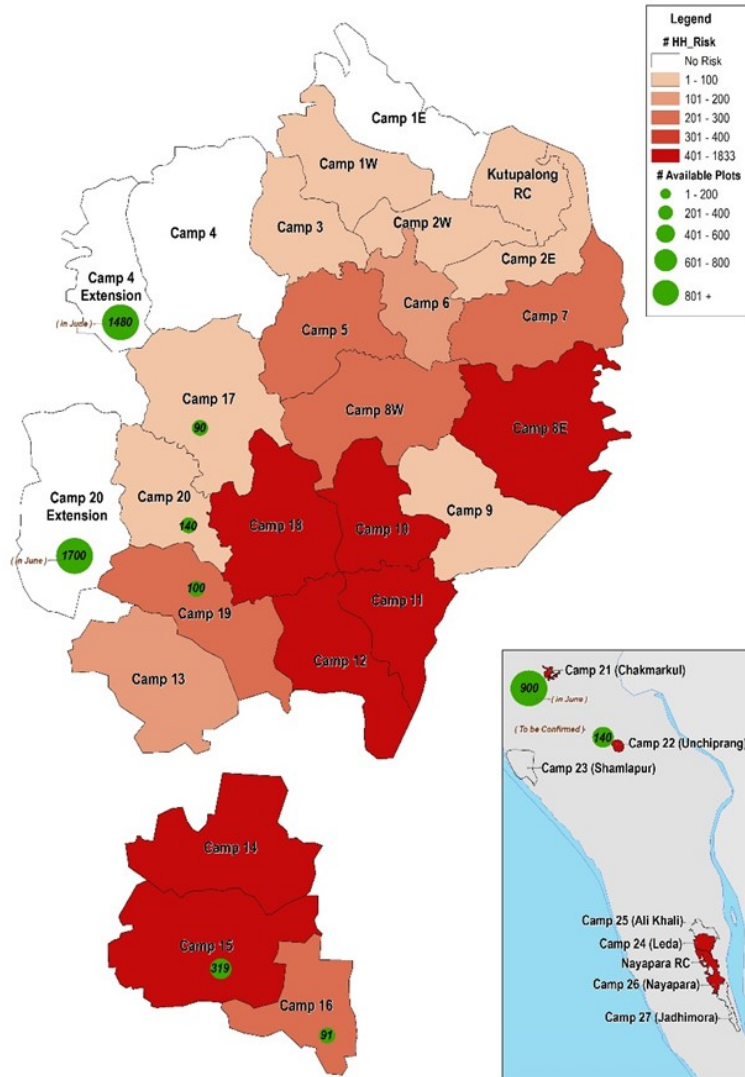 Legend
# HH_Risk
No Risk
1 - 100
101 - 200
201 - 300
301 - 400
401 - 1833
# Available Plots
1 - 200
201 - 400
401 - 600
601 - 800
801 +
Camp 1E
Camp 1W
Kutupalong
RC
Camp 3
Camp 2W
Camp 4
Camp 2E
Camp 4
Extension
Camp 6
Camp 7
( in June )
1480
Camp 5
Camp 17
Camp 8W
90
Camp 8E
Camp 20
Extension
Camp 20
140
Camp 18
Camp 10
Camp 9
( in June )
1700
100
Camp 19
Camp 11
Camp 12
Camp 13
Camp 21 (Chakmarkul)
900
( in June )
( To be Confirmed )
140
Camp 22 (Unchiprang)
Camp 23 (Shamlapur)
Camp 14
Camp 15
319
Camp 16
91
Camp 25 (Ali Khali)
Camp 24 (Leda)
Nayapara RC
Camp 26 (Nayapara)
Camp 27 (Jadhimora)